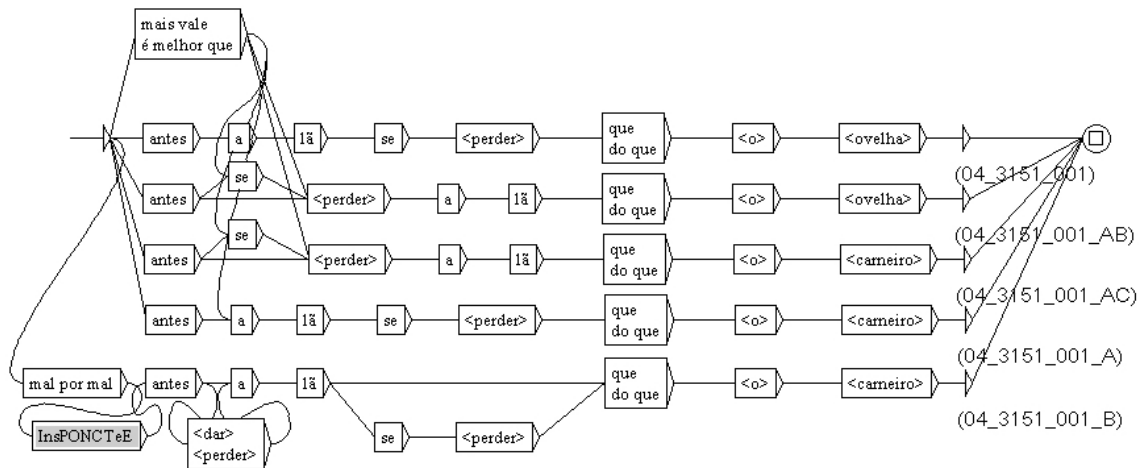 mais vale
é melhor que
antes a lã se <perder> que <o> <ovelha>
do que
(04_3151_001)
se
antes <perder> a lã que <o> <ovelha>
do que
(04_3151_001_AB)
se
antes <perder> a lã que <o> <carneiro>
do que
(04_3151_001_AC)
antes a lã se <perder> que <o> <carneiro>
do que
(04_3151_001_A)
mal por mal antes a lã que <o> <carneiro>
do que
(04_3151_001_B)
InsPONCTeE <dar> se <perder>
<perder>